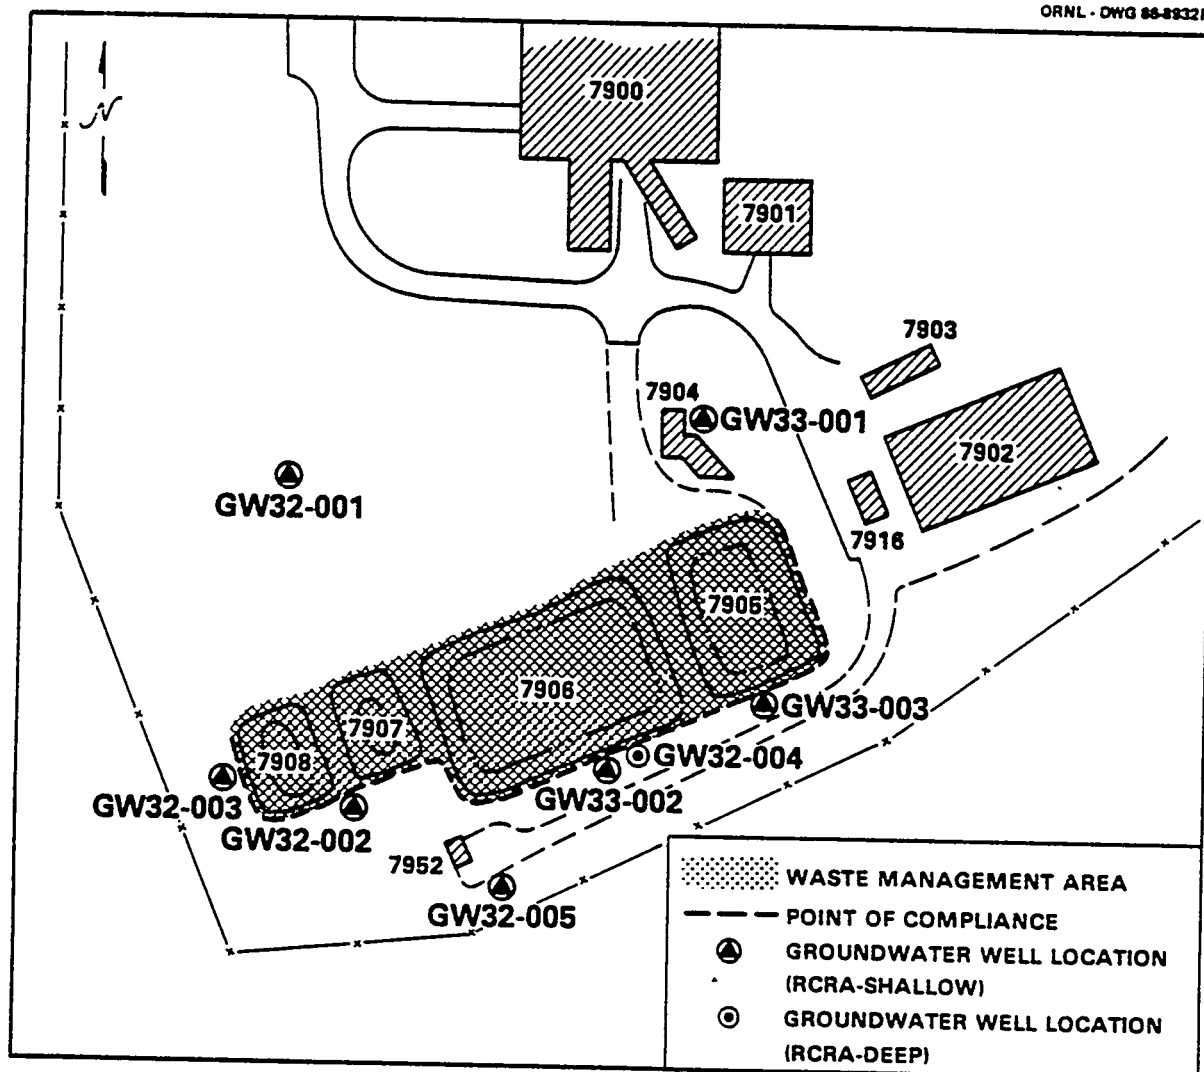 ORNL - DWG
N
7900
7901
7903
7904
GW33-001
7902
GW32-001
7916
7905
7906
GW33-003
7907
7908
GW32-004
GW32-003
GW33-002
GW32-002
7952
GW32-005
WASTE MANAGEMENT AREA
POINT OF COMPLIANCE
GROUNDWATER WELL LOCATION
(RCRA-SHALLOW)
GROUNDWATER WELL LOCATION
(RCRA-DEEP)